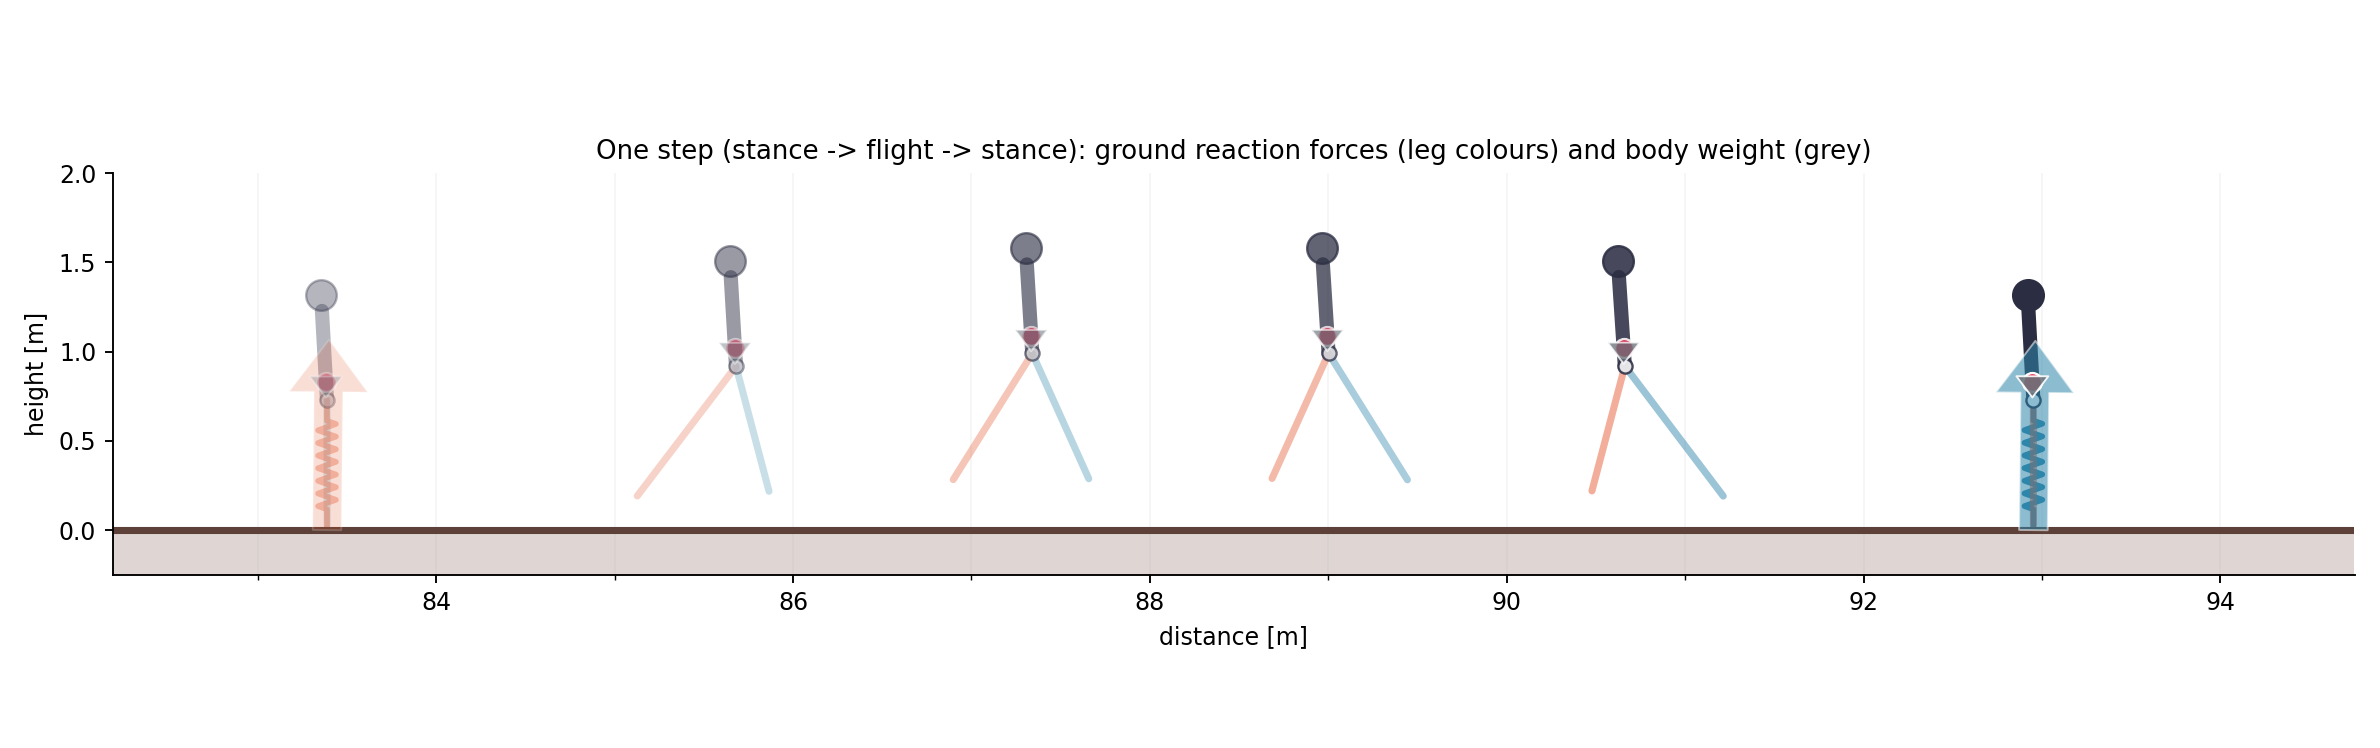 One step (stance -> flight -> stance): ground reaction forces (leg colours) and body weight (grey)
height [m]
2.0
1.5
1.0
0.5
0.0
84 86 88 90 92 94
distance [m]